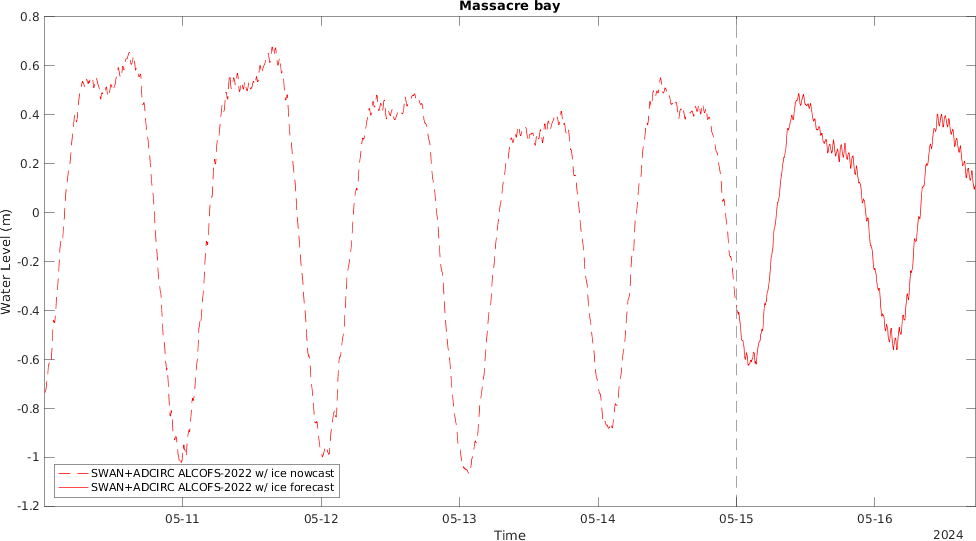 Massacre bay
0.8
0.6
0.4
0.2
0
-0.2
-0.4
-0.6
-0.8
-1
-1.2
Water Level (m)
SWAN+ADCIRC ALCOFS-2022 w/ ice nowcast
SWAN+ADCIRC ALCOFS-2022 w/ ice forecast
05-11 05-12 05-13 05-14 05-15 05-16
Time
2024